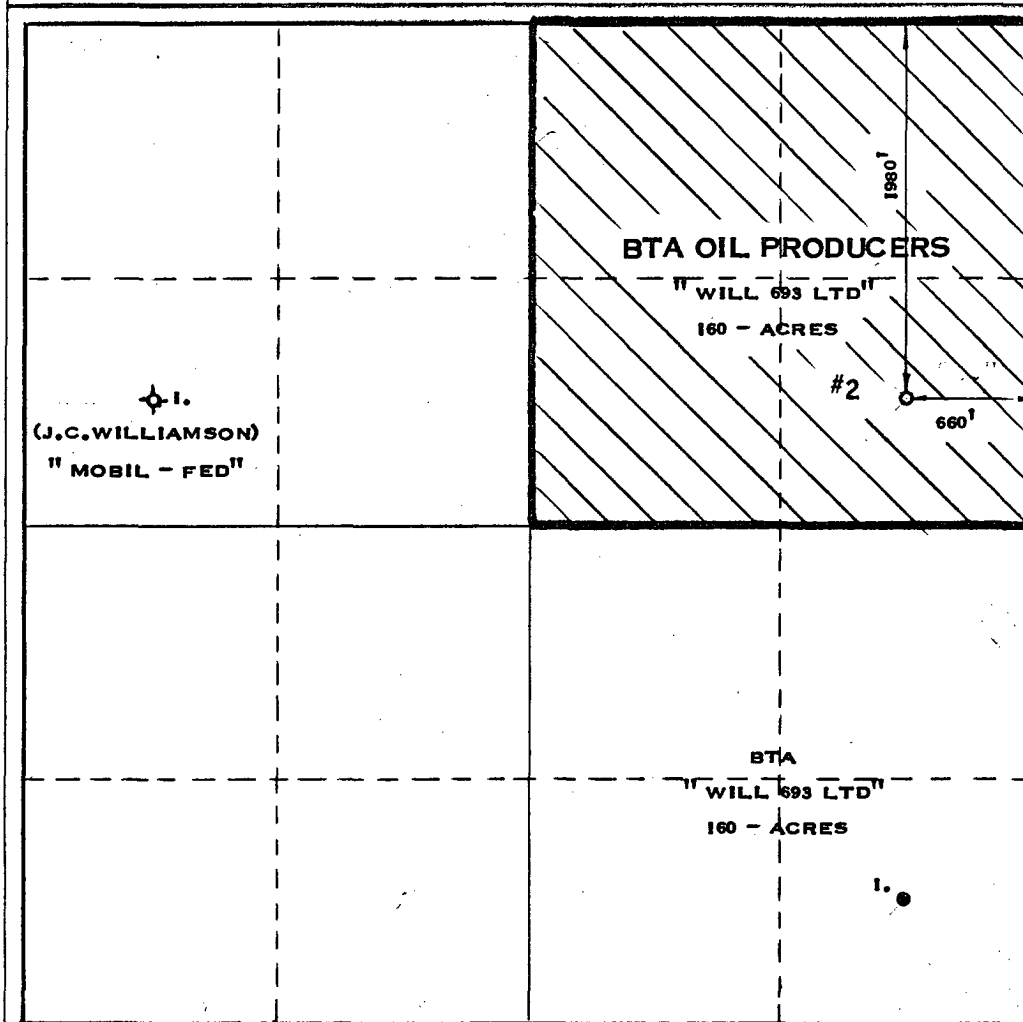 1980'
BTA OIL PRODUCERS
"WILL 693 LTD"
160 - ACRES
#2
660'
1.
(J.C.WILLIAMSON)
"MOBIL - FED"
BTA
"WILL 693 LTD"
160 - ACRES
1.